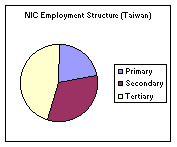 NIC Employment Structure (Taiwan)
Primary
Secondary
Tertiary